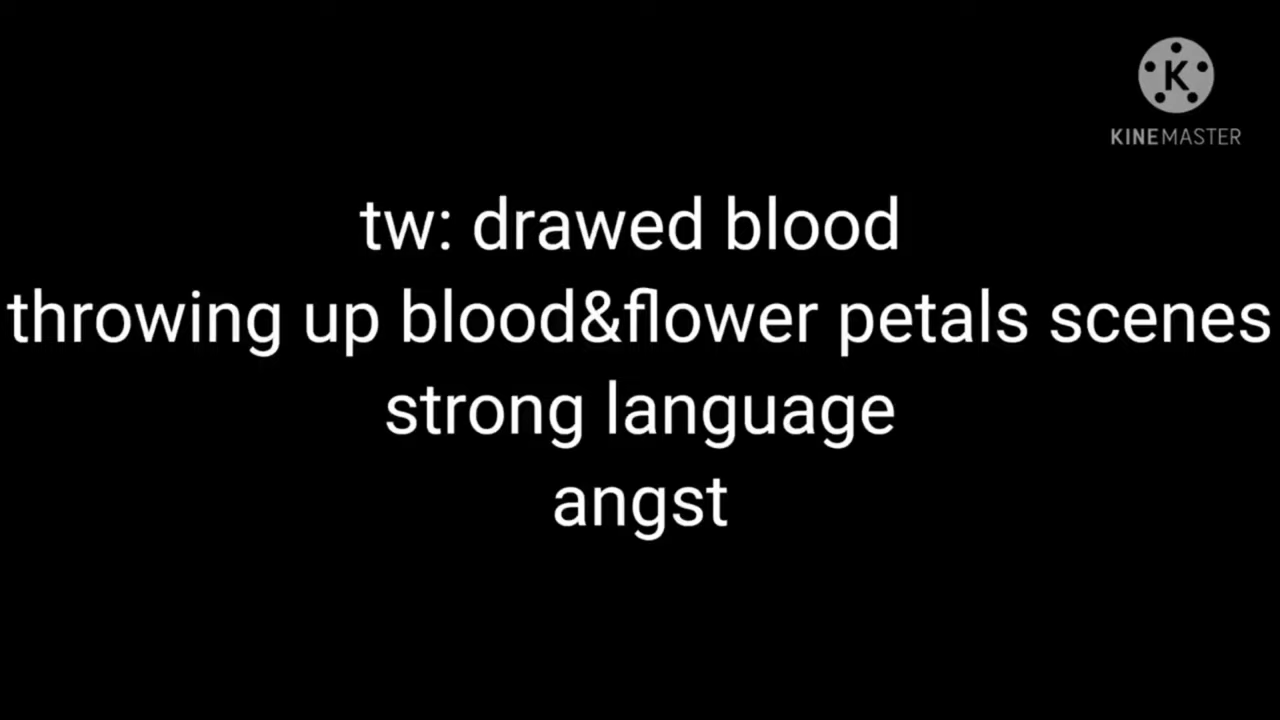 K
KINEMASTER
tw: drawed blood
throwing up blood&flower petals scenes
strong language
angst